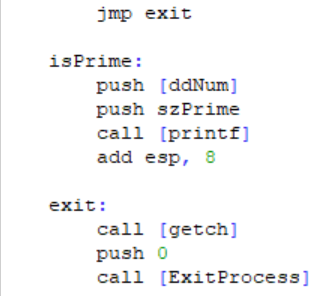 jmp exit
isPrime:
push [ddNum]
push szPrime
call [printf]
add esp, 8
exit:
call [getch]
push 0
call [ExitProcess]